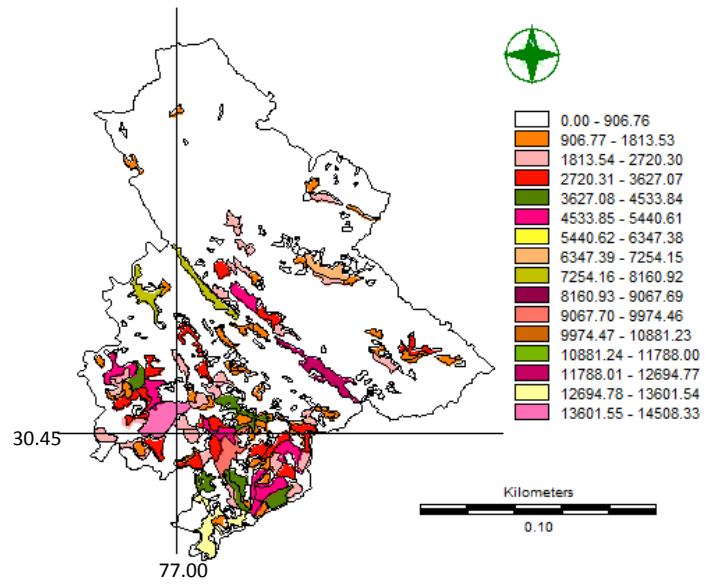 0.00 - 906.76
906.77 - 1813.53
1813.54 - 2720.30
2720.31 - 3627.07
3627.08 - 4533.84
4533.85 - 5440.61
5440.62 - 6347.38
6347.39 - 7254.15
7254.16 - 8160.92
8160.93 - 9067.69
9067.70 - 9974.46
9974.47 - 10881.23
10881.24 - 11788.00
11788.01 - 12694.77
12694.78 - 13601.54
13601.55 - 14508.33
30.45
Kilometers
0.10
77.00